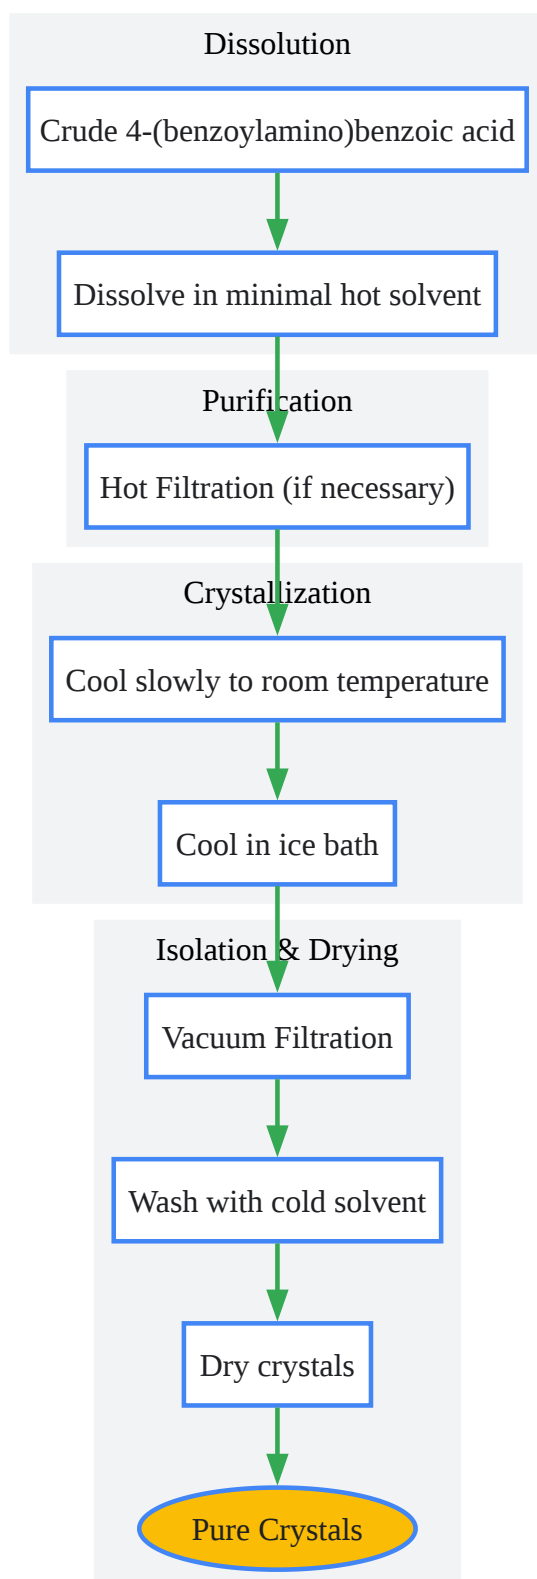 Dissolution
Crude 4-(benzoylamino)benzoic acid
Dissolve in minimal hot solvent
Purification
Hot Filtration (if necessary)
Crystallization
Cool slowly to room temperature
Cool in ice bath
Isolation & Drying
Vacuum Filtration
Wash with cold solvent
Dry crystals
Pure Crystals